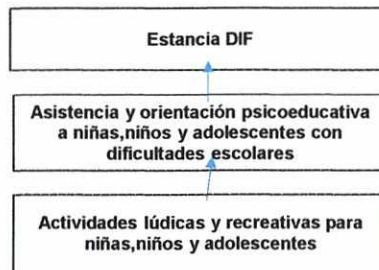 Estancia DIF
Asistencia y orientación psicoeducativa
a niñas,niños y adolescentes con
dificultades escolares
Actividades lúdicas y recreativas para
niñas,niños y adolescentes